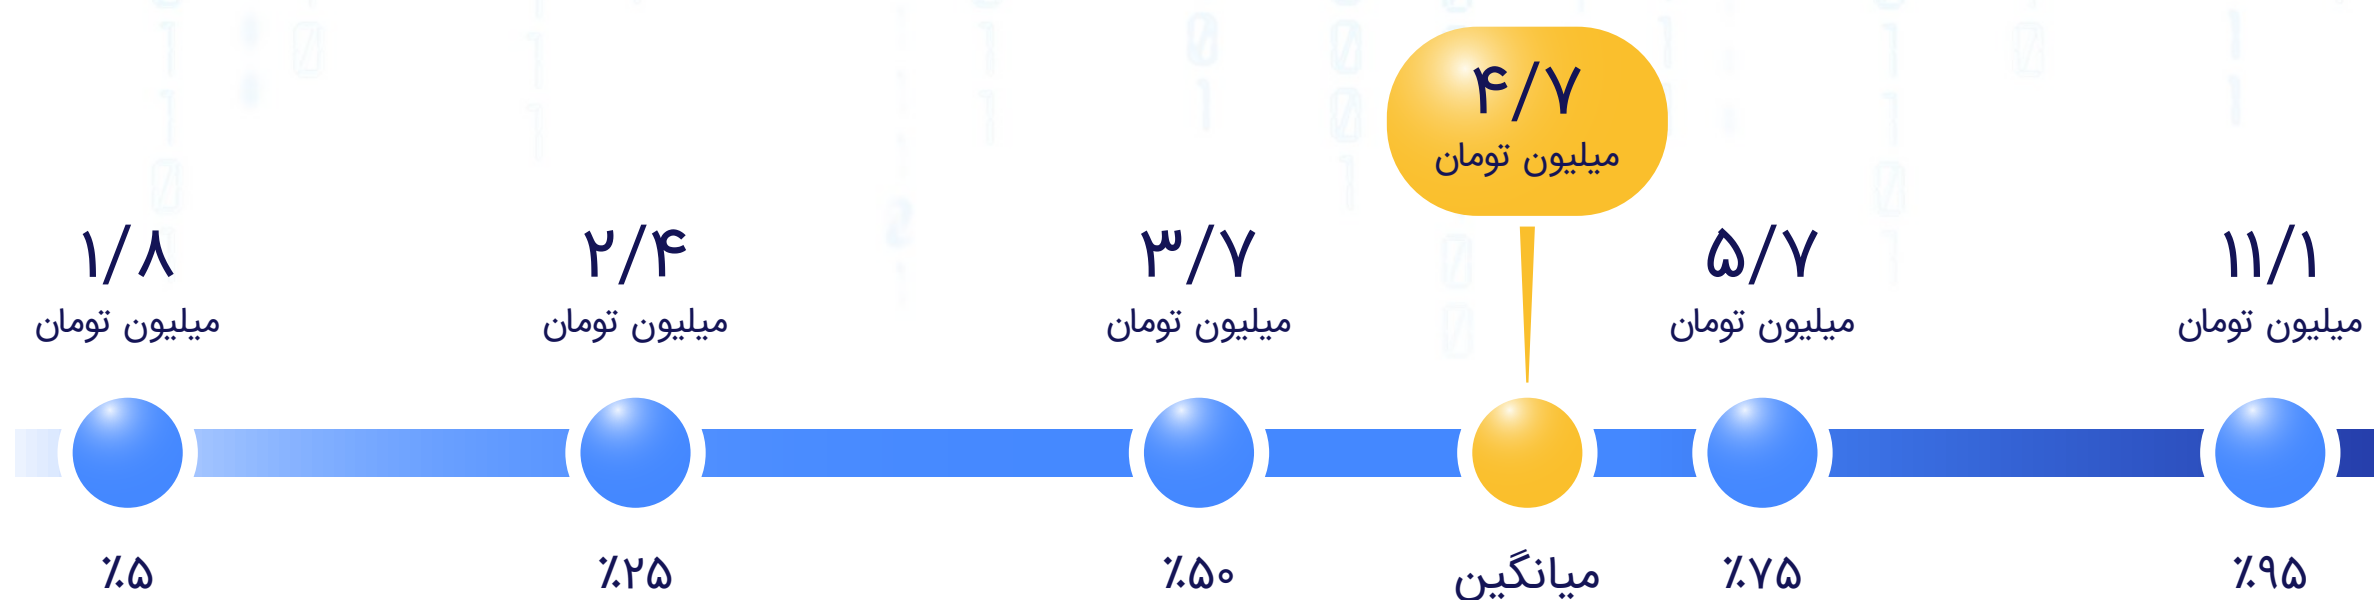 ۴/۷
میلیون تومان
۱/۸
میلیون تومان
۲/۴
میلیون تومان
۳/۷
میلیون تومان
۵/۷
میلیون تومان
۱۱/۱
میلیون تومان
٪۵
٪۲۵
٪۵۰
میانگین
٪۷۵
٪۹۵